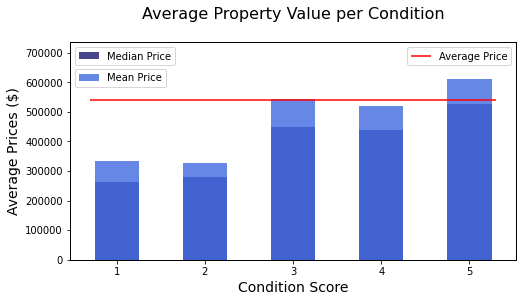 Average Property Value per Condition
Median Price
Mean Price
Average Price
Average Prices ($)
700000
600000
500000
400000
300000
200000
100000
0
1 2 3 4 5
Condition Score